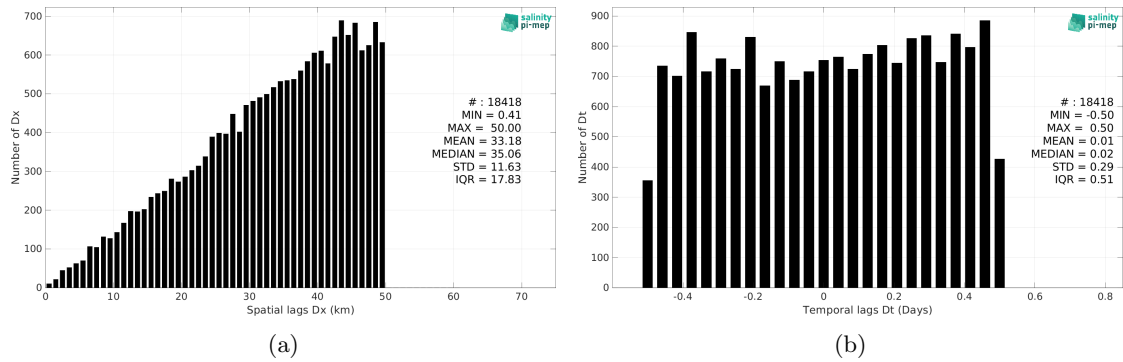 700
600
500
400
300
200
100
0
Number of Dx
0 10 20 30 40 50 60 70
Spatial lags Dx (km)
salinity
pi-mep
# : 18418
MIN = 0.41
MAX = 50.00
MEAN = 33.18
MEDIAN = 35.06
STD = 11.63
IQR = 17.83
(a)
900
800
700
600
500
400
300
200
100
0
Number of Dt
-0.4 -0.2 0 0.2 0.4 0.6 0.8
Temporal lags Dt (Days)
salinity
pi-mep
# : 18418
MIN = -0.50
MAX = 0.50
MEAN = 0.01
MEDIAN = 0.02
STD = 0.29
IQR = 0.51
(b)